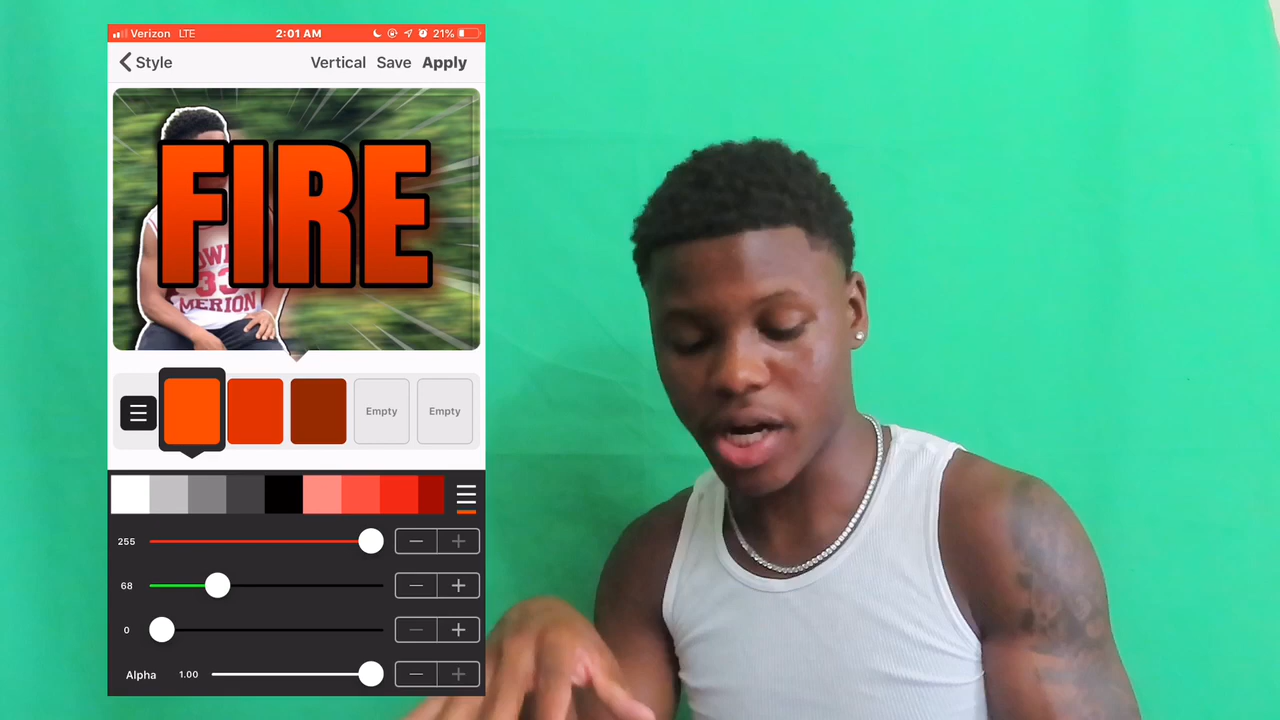 Verizon LTE 2:01 AM 21%
Style Vertical Save Apply
FIRE
33
MERION
Empty Empty
255
68
0
Alpha 1.00